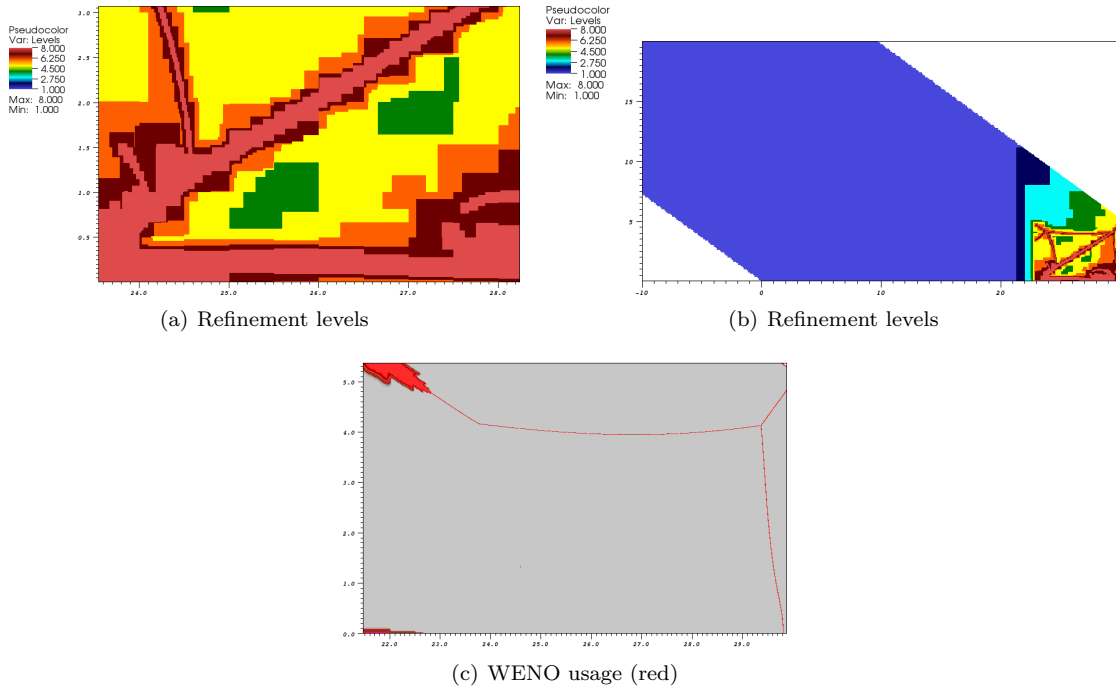 Pseudocolor
Var: Levels
8.000
6.250
4.500
2.750
1.000
Max: 8.000
Min: 1.000
3.0
2.5
2.0
1.5
1.0
0.5
24.0 25.0 26.0 27.0 28.0
(a) Refinement levels
Pseudocolor
Var: Levels
8.000
6.250
4.500
2.750
1.000
Max: 8.000
Min: 1.000
15
10
5
-10 0 10 20
(b) Refinement levels
5.0
4.0
3.0
2.0
1.0
0.0
22.0 23.0 24.0 25.0 26.0 27.0 28.0 29.0
(c) WENO usage (red)